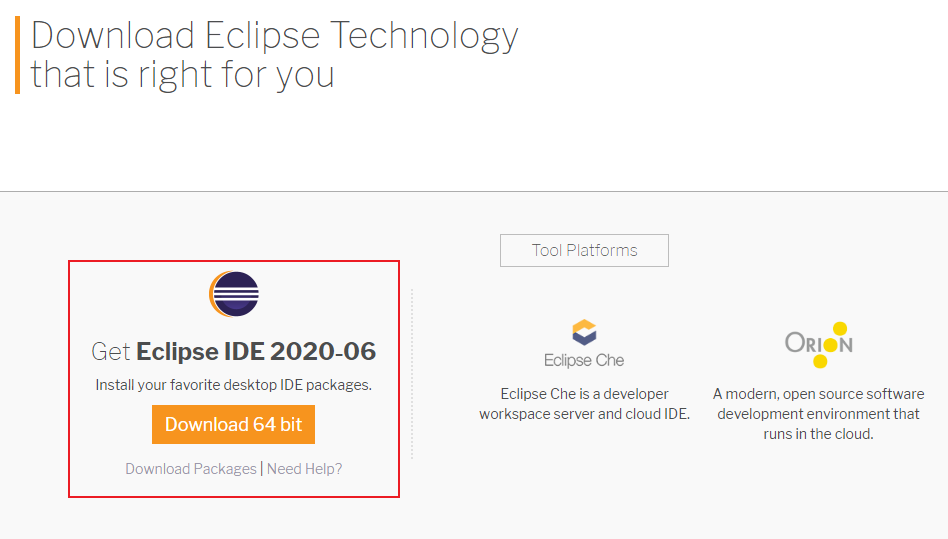 Download Eclipse Technology
that is right for you
Tool Platforms
Get Eclipse IDE 2020-06
Install your favorite desktop IDE packages.
Download 64 bit
Download Packages | Need Help?
Eclipse Che
Eclipse Che is a developer
workspace server and cloud IDE.
ORION
A modern, open source software
development environment that
runs in the cloud.